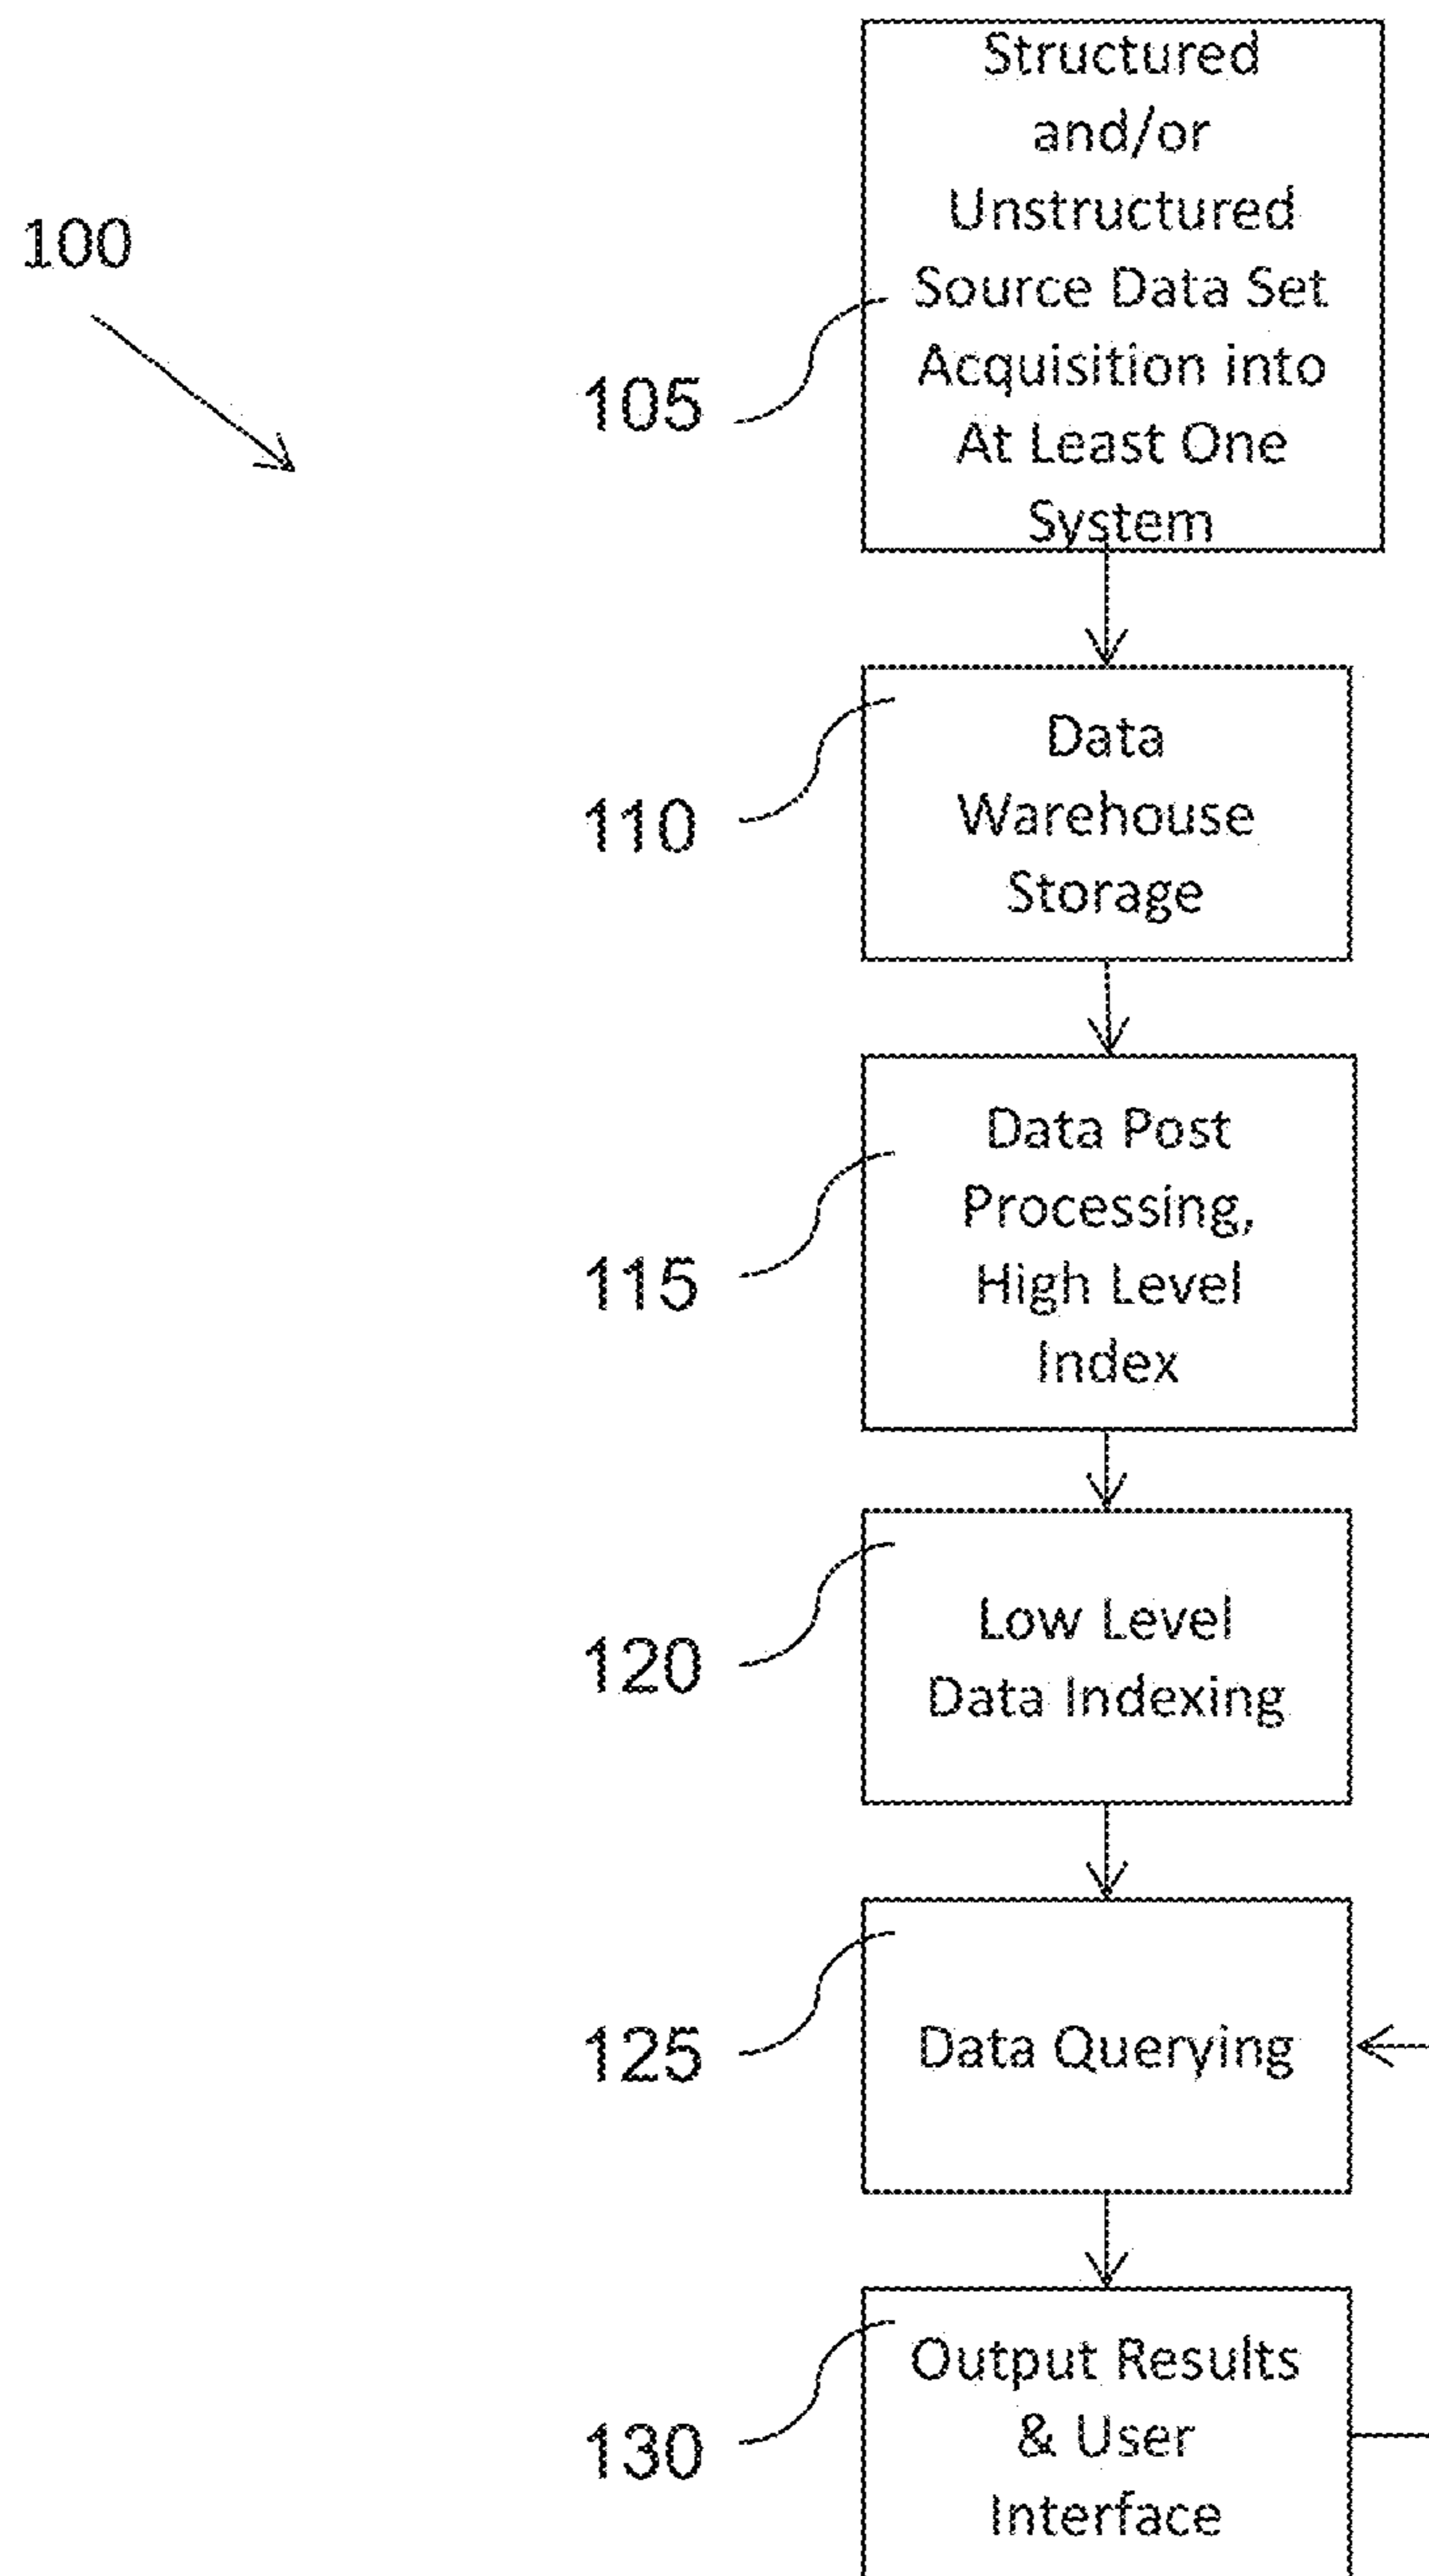 100
Structured
and/or
Unstructured
Source Data Set
Acquisition into
At Least One
System
105
Data
Warehouse
Storage
110
Data Post
Processing,
High Level
Index
115
Low Level
Data Indexing
120
Data Querying
125
Output Results
& User
Interface
130